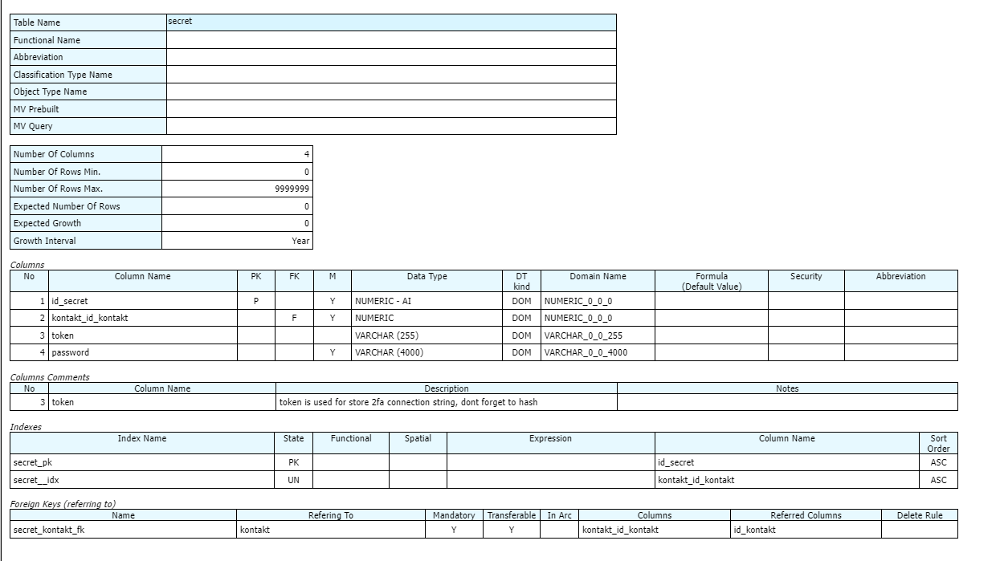 Table Name secret
Functional Name
Abbreviation
Classification Type Name
Object Type Name
MV Prebuilt
MV Query
Number Of Columns 4
Number Of Rows Min. 0
Number Of Rows Max. 9999999
Expected Number Of Rows 0
Expected Growth 0
Growth Interval Year
Columns
No Column Name PK FK M Data Type DT kind Domain Name Formula (Default Value) Security Abbreviation
1 id_secret P Y NUMERIC - AI DOM NUMERIC_0_0_0
2 kontakt_id_kontakt F Y NUMERIC DOM NUMERIC_0_0_0
3 token VARCHAR (255) DOM VARCHAR_0_0_255
4 password Y VARCHAR (4000) DOM VARCHAR_0_0_4000
Columns Comments
No Column Name Description Notes
3 token token is used for store 2fa connection string, dont forget to hash
Indexes
Index Name State Functional Spatial Expression Column Name Sort Order
secret_pk PK id_secret ASC
secret__idx UN kontakt_id_kontakt ASC
Foreign Keys (referring to)
Name Refering To Mandatory Transferable In Arc Columns Referred Columns Delete Rule
secret_kontakt_fk kontakt Y Y kontakt_id_kontakt id_kontakt